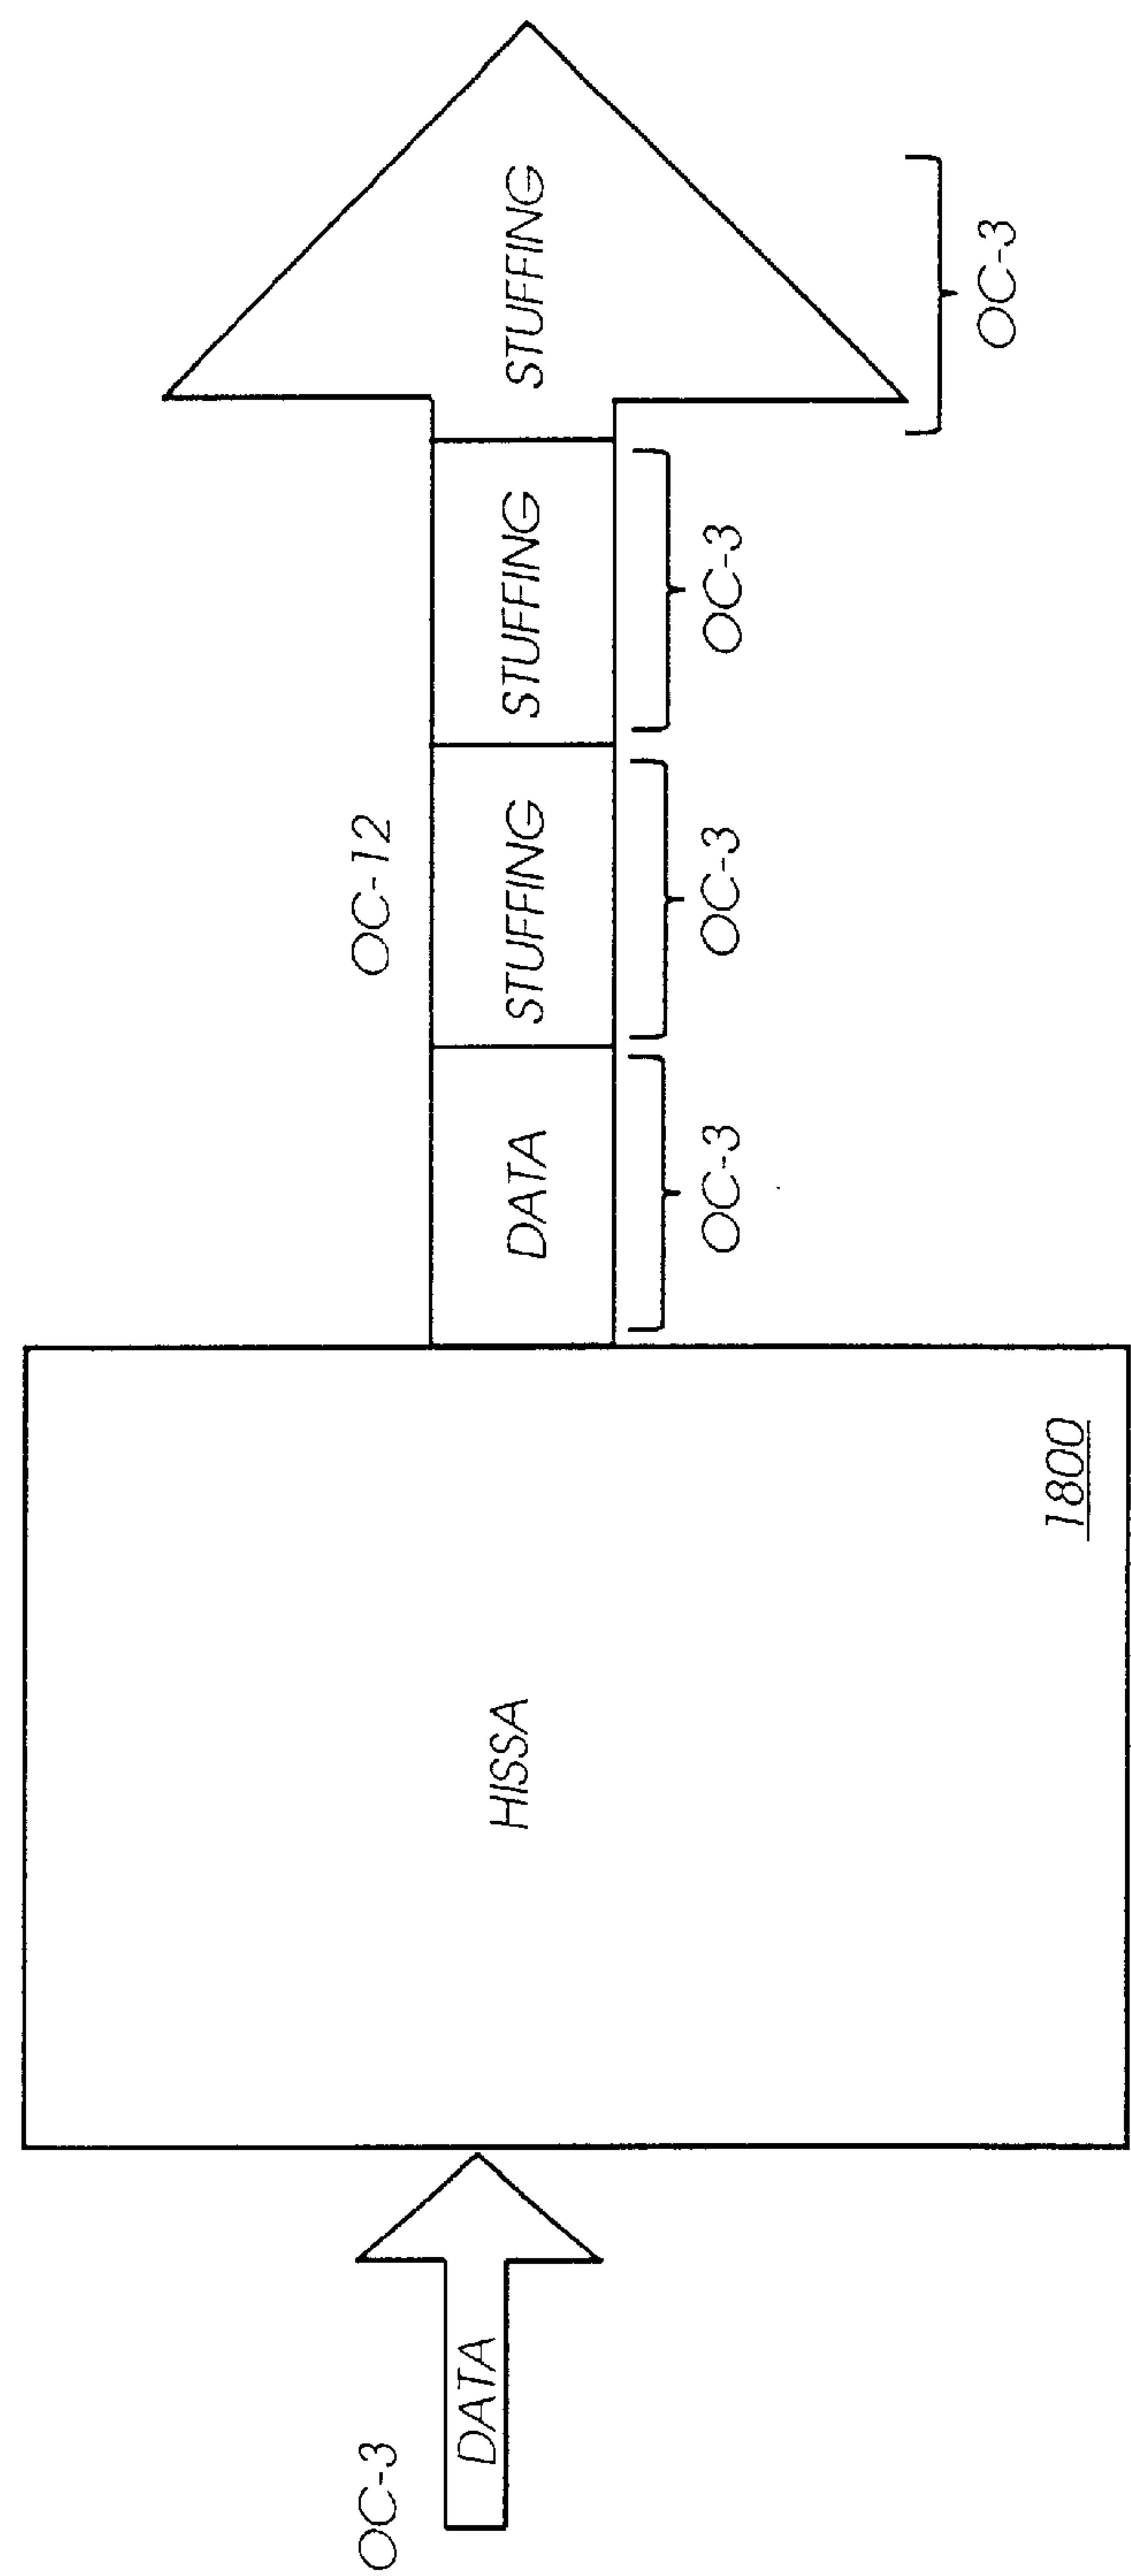 OC-3
DATA
HISSA
1800
OC-12
DATA
STUFFING
STUFFING
STUFFING
OC-3
OC-3
OC-3
OC-3